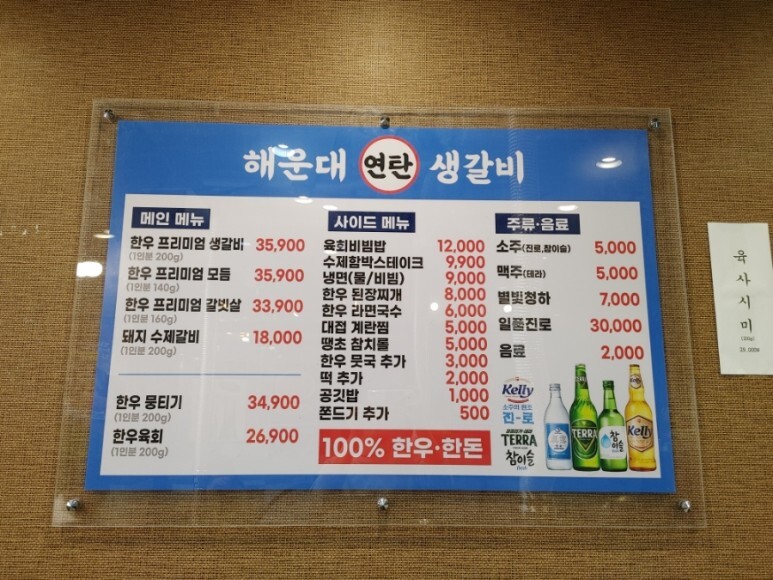 해운대 연탄 생갈비
메인 메뉴
한우 프리미엄 생갈비 35,900
(1인분 200g)
한우 프리미엄 모듬 35,900
(1인분 140g)
한우 프리미엄 갈빗살 33,900
(1인분 160g)
돼지 수제갈비 18,000
(1인분 200g)
한우 뭉티기 34,900
(1인분 200g)
한우육회 26,900
(1인분 200g)
사이드 메뉴
육회비빔밥 12,000
수제함박스테이크 9,900
냉면(물/비빔) 9,000
한우 된장찌개 8,000
한우 라면국수 6,000
대접 계란찜 5,000
땡초 참치롤 5,000
한우 뭇국 추가 3,000
떡 추가 2,000
공깃밥 1,000
쫀드기 추가 500
100% 한우·한돈
주류·음료
소주(진로,참이슬) 5,000
맥주(테라) 5,000
별빛청하 7,000
일품진로 30,000
음료 2,000
Kelly
소주의 원조
진-로
TERRA
참이슬
TERRA
참이슬
Kelly
육사시미